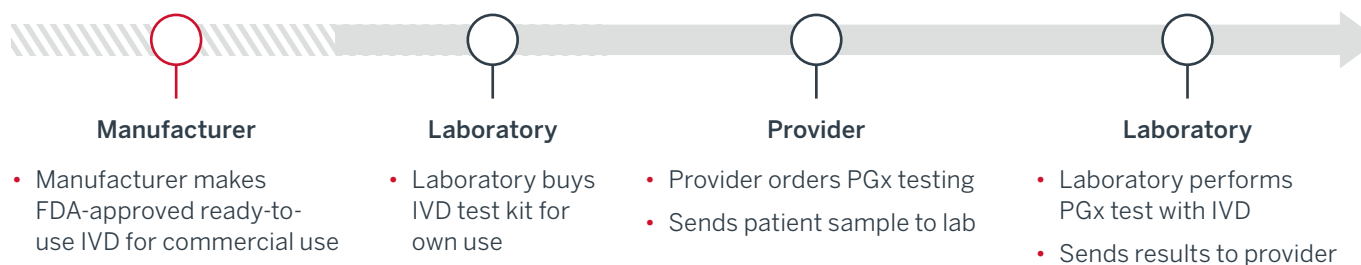 Manufacturer
• Manufacturer makes
FDA-approved ready-to-
use IVD for commercial use
Laboratory
• Laboratory buys
IVD test kit for
own use
Provider
• Provider orders PGx testing
• Sends patient sample to lab
Laboratory
• Laboratory performs
PGx test with IVD
• Sends results to provider